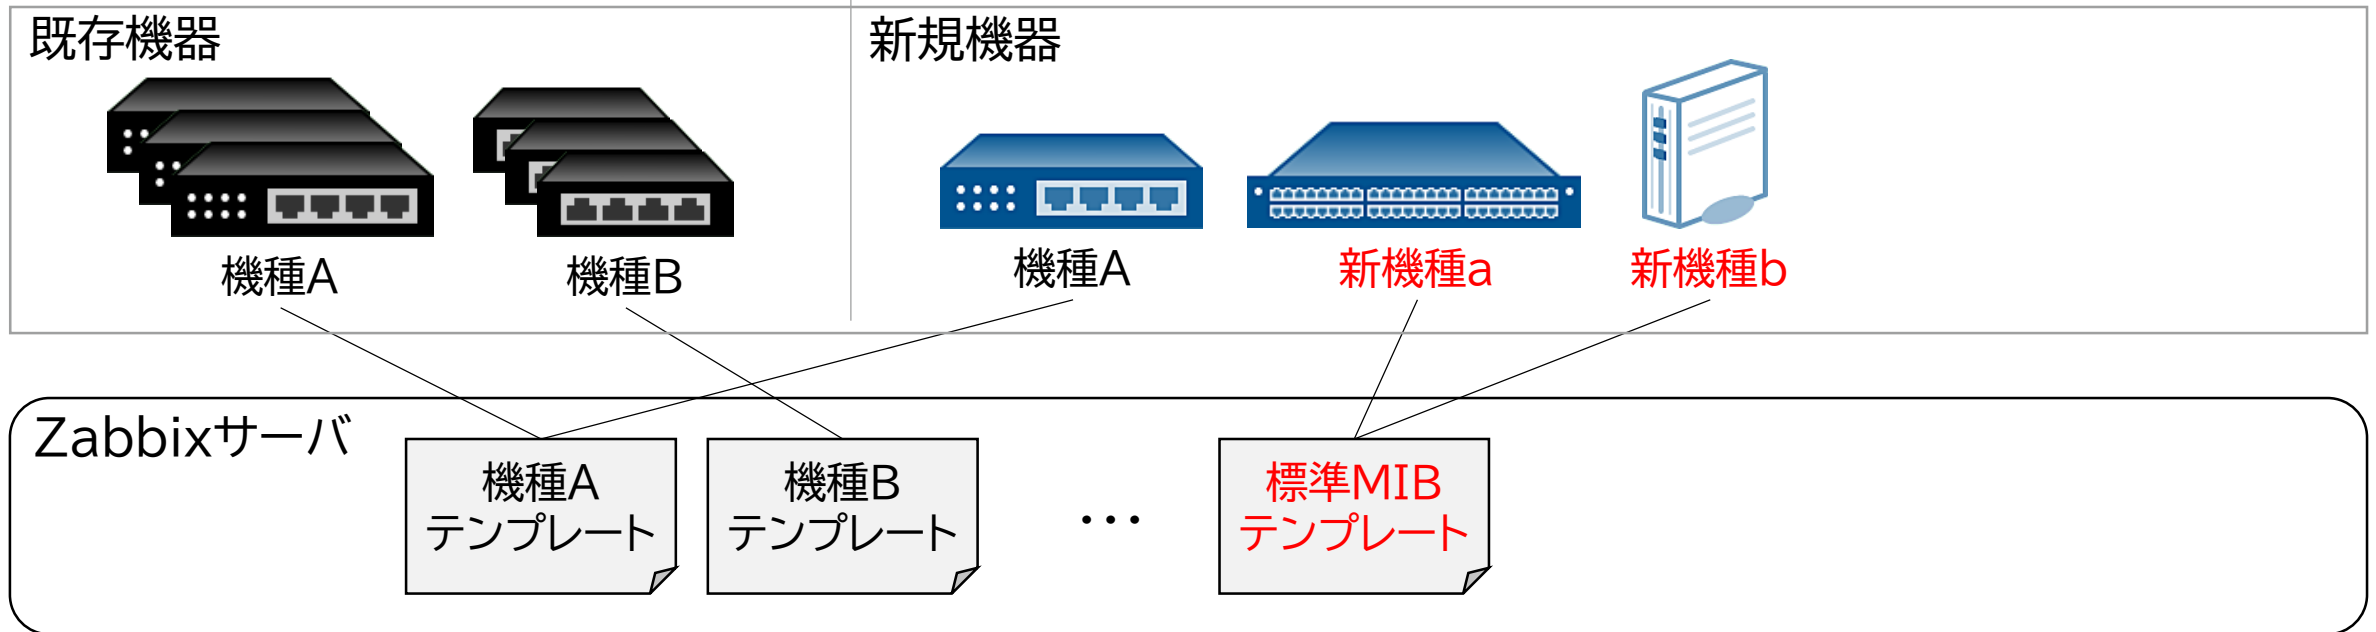 既存機器
新規機器
機種A
機種B
機種A
新機種a
新機種b
Zabbixサーバ
機種A
テンプレート
機種B
テンプレート
…
標準MIB
テンプレート